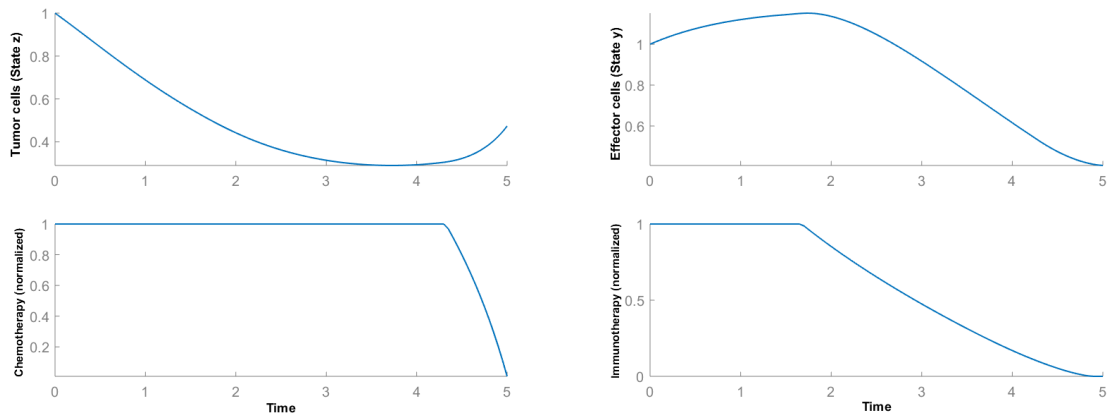 Tumor cells (State z)
1
0.8
0.6
0.4
0 1 2 3 4 5
Effector cells (State y)
1
0.8
0.6
0 1 2 3 4 5
Chemotherapy (normalized)
1
0.8
0.6
0.4
0.2
0 1 2 3 4 5
Time
Immunotherapy (normalized)
1
0.5
0
0 1 2 3 4 5
Time